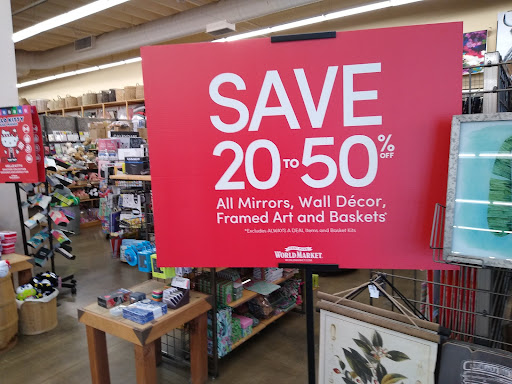 SAVE
20 TO 50% OFF
All Mirrors, Wall Décor,
Framed Art and Baskets*
*Excludes ALWAYS A DEAL Items and Basket Kits
WORLD MARKET